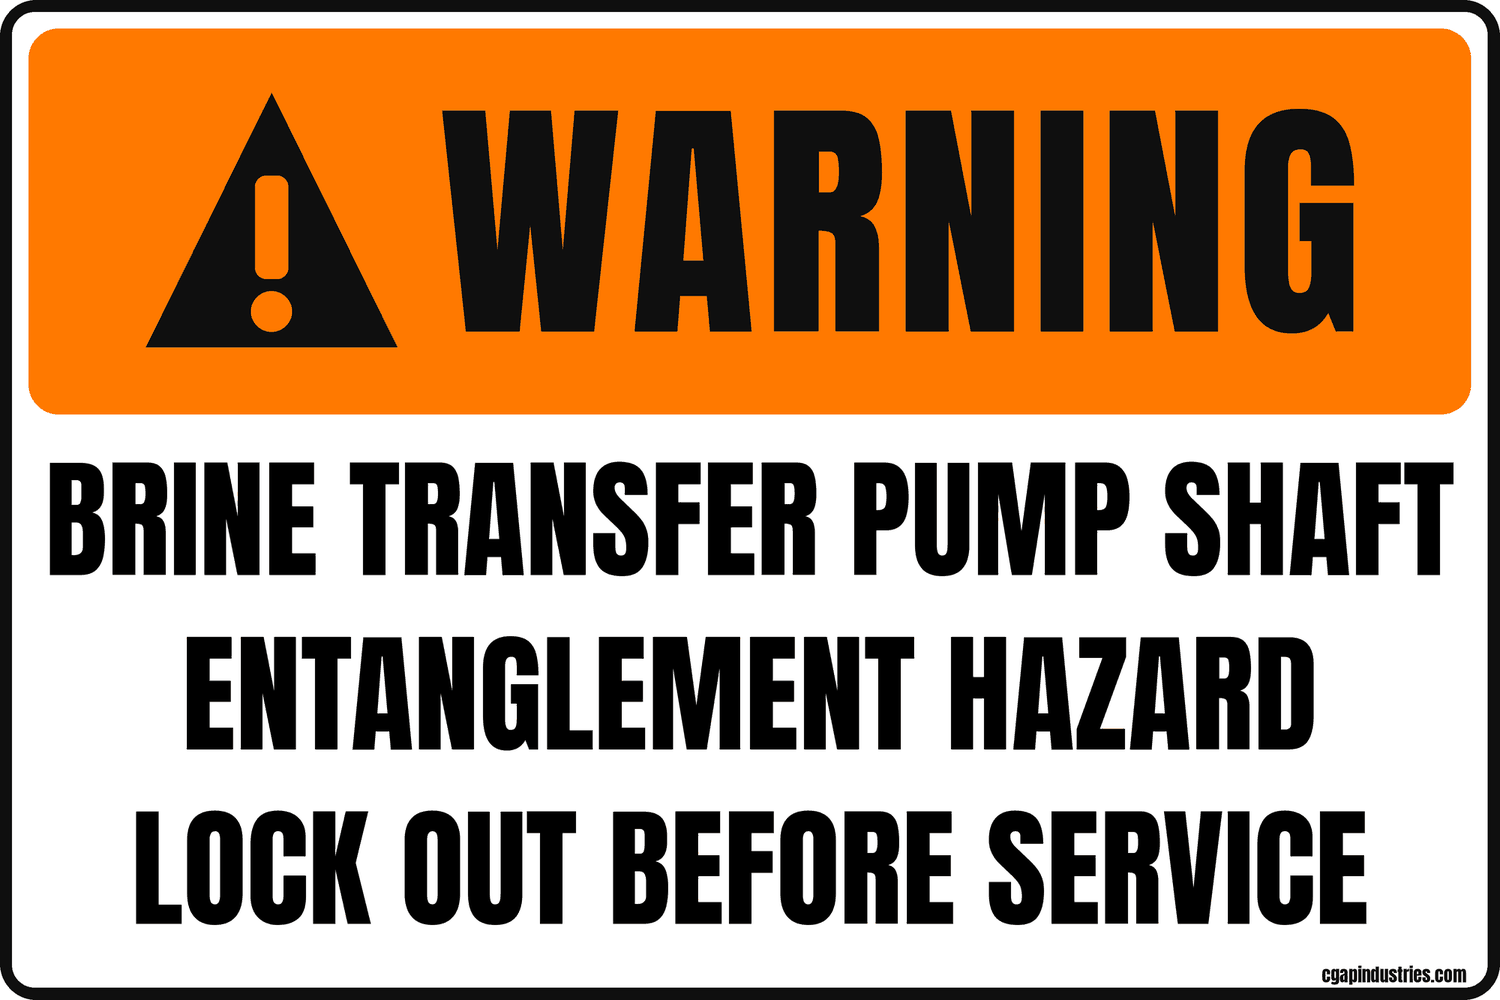 WARNING
BRINE TRANSFER PUMP SHAFT
ENTANGLEMENT HAZARD
LOCK OUT BEFORE SERVICE
cgapindustries.com